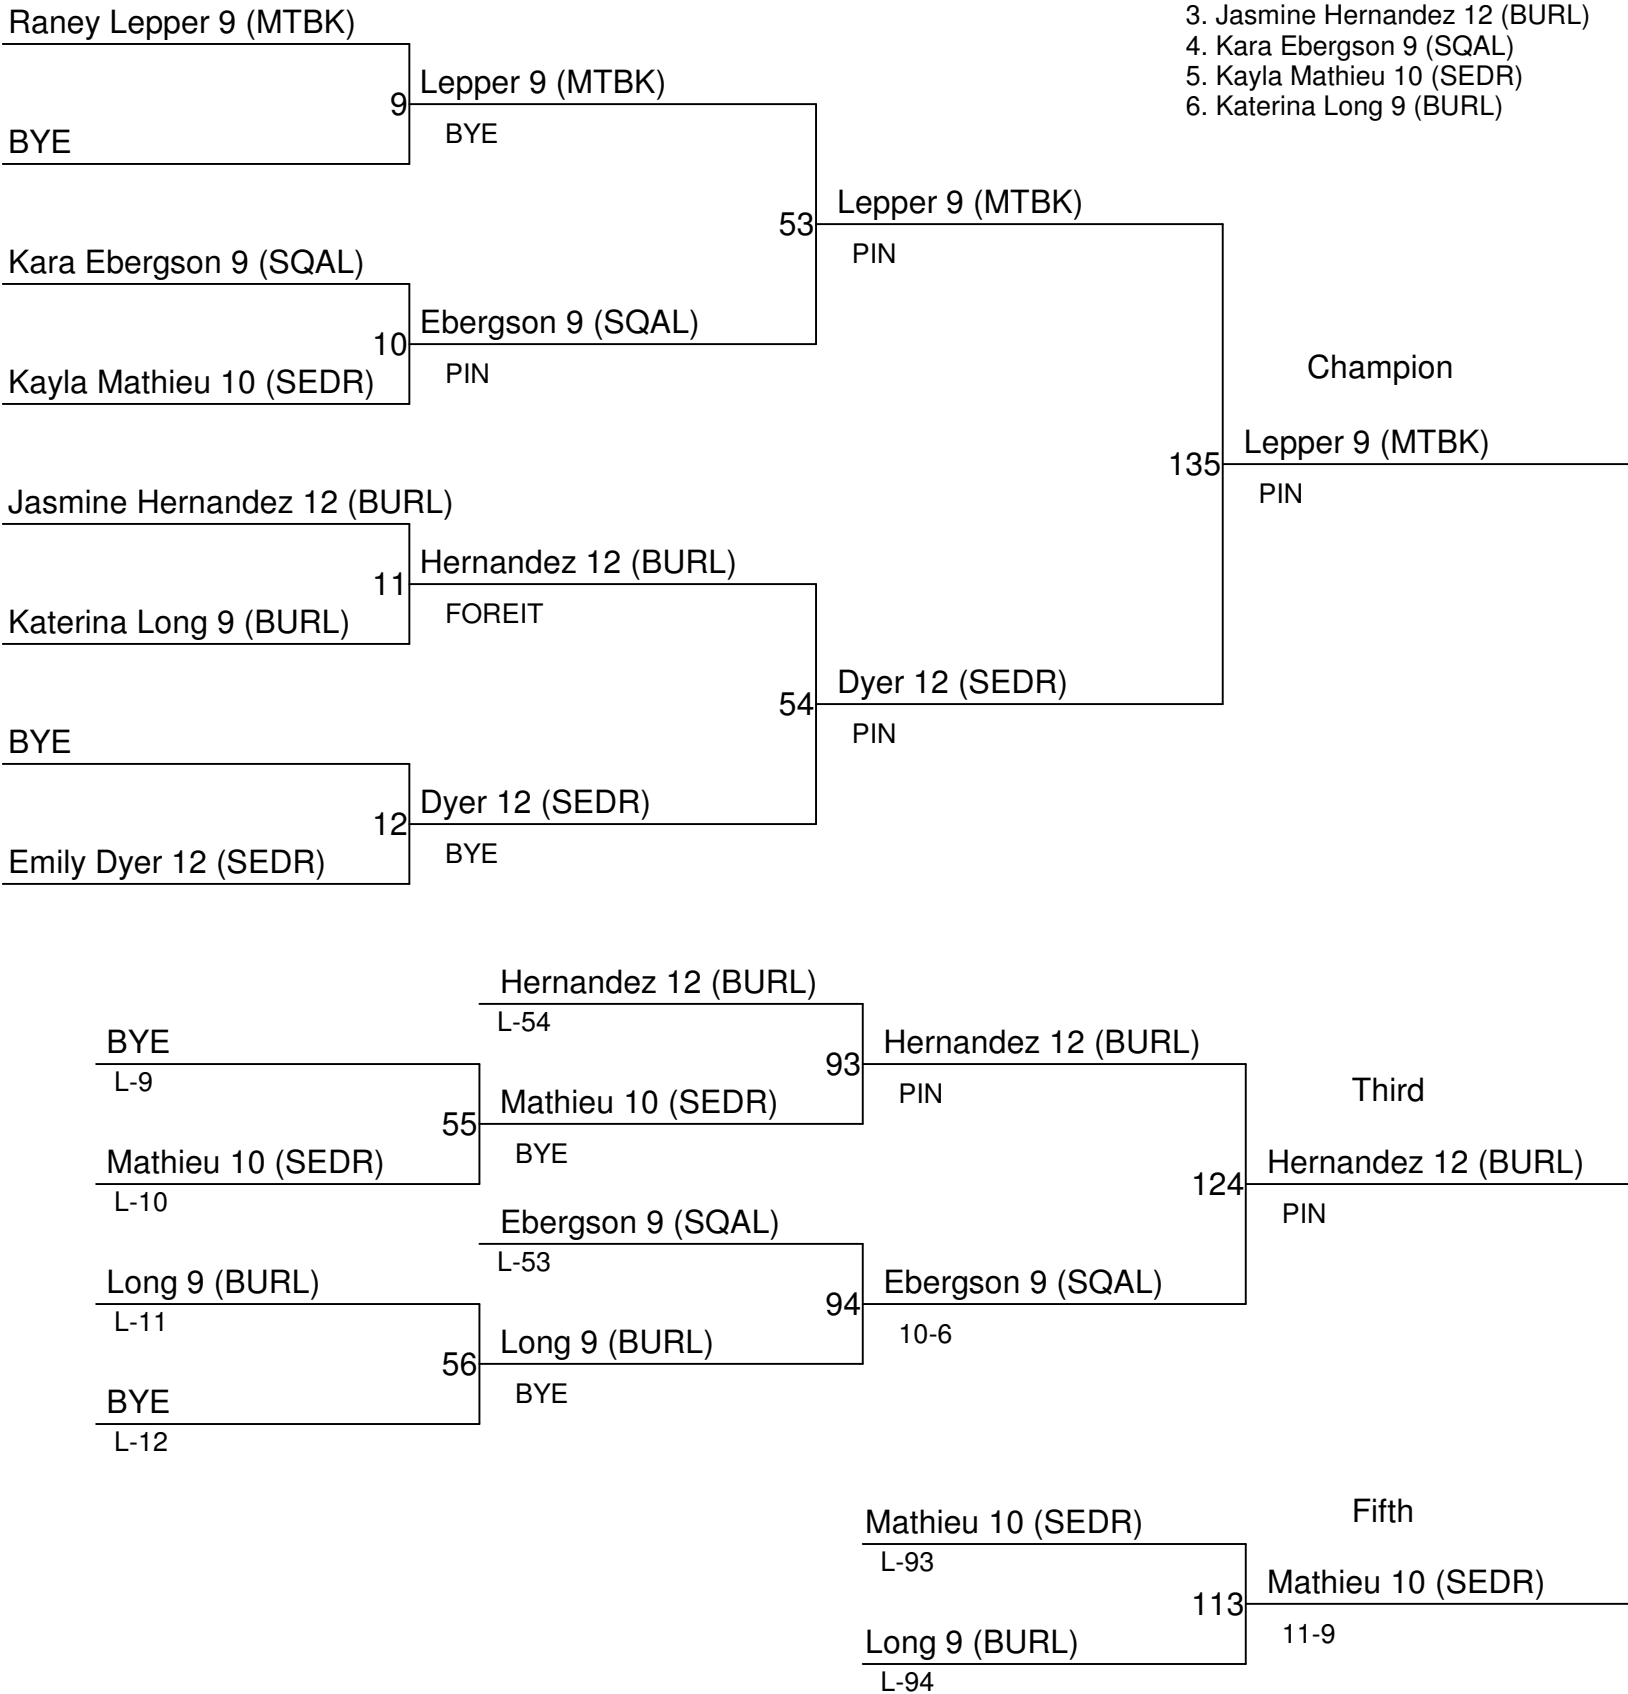 Raney Lepper 9 (MTBK)
3. Jasmine Hernandez 12 (BURL)
4. Kara Ebergson 9 (SQAL)
5. Kayla Mathieu 10 (SEDR)
6. Katerina Long 9 (BURL)
9
Lepper 9 (MTBK)
BYE
BYE
53
Lepper 9 (MTBK)
PIN
Kara Ebergson 9 (SQAL)
10
Ebergson 9 (SQAL)
PIN
Kayla Mathieu 10 (SEDR)
Champion
135
Lepper 9 (MTBK)
PIN
Jasmine Hernandez 12 (BURL)
11
Hernandez 12 (BURL)
FOREIT
Katerina Long 9 (BURL)
54
Dyer 12 (SEDR)
PIN
BYE
12
Dyer 12 (SEDR)
BYE
Emily Dyer 12 (SEDR)
Hernandez 12 (BURL)
L-54
BYE
L-9
93
Hernandez 12 (BURL)
PIN
55
Mathieu 10 (SEDR)
BYE
Mathieu 10 (SEDR)
L-10
Third
124
Hernandez 12 (BURL)
PIN
Ebergson 9 (SQAL)
L-53
Long 9 (BURL)
L-11
94
Ebergson 9 (SQAL)
10-6
56
Long 9 (BURL)
BYE
BYE
L-12
Fifth
Mathieu 10 (SEDR)
L-93
113
Mathieu 10 (SEDR)
11-9
Long 9 (BURL)
L-94